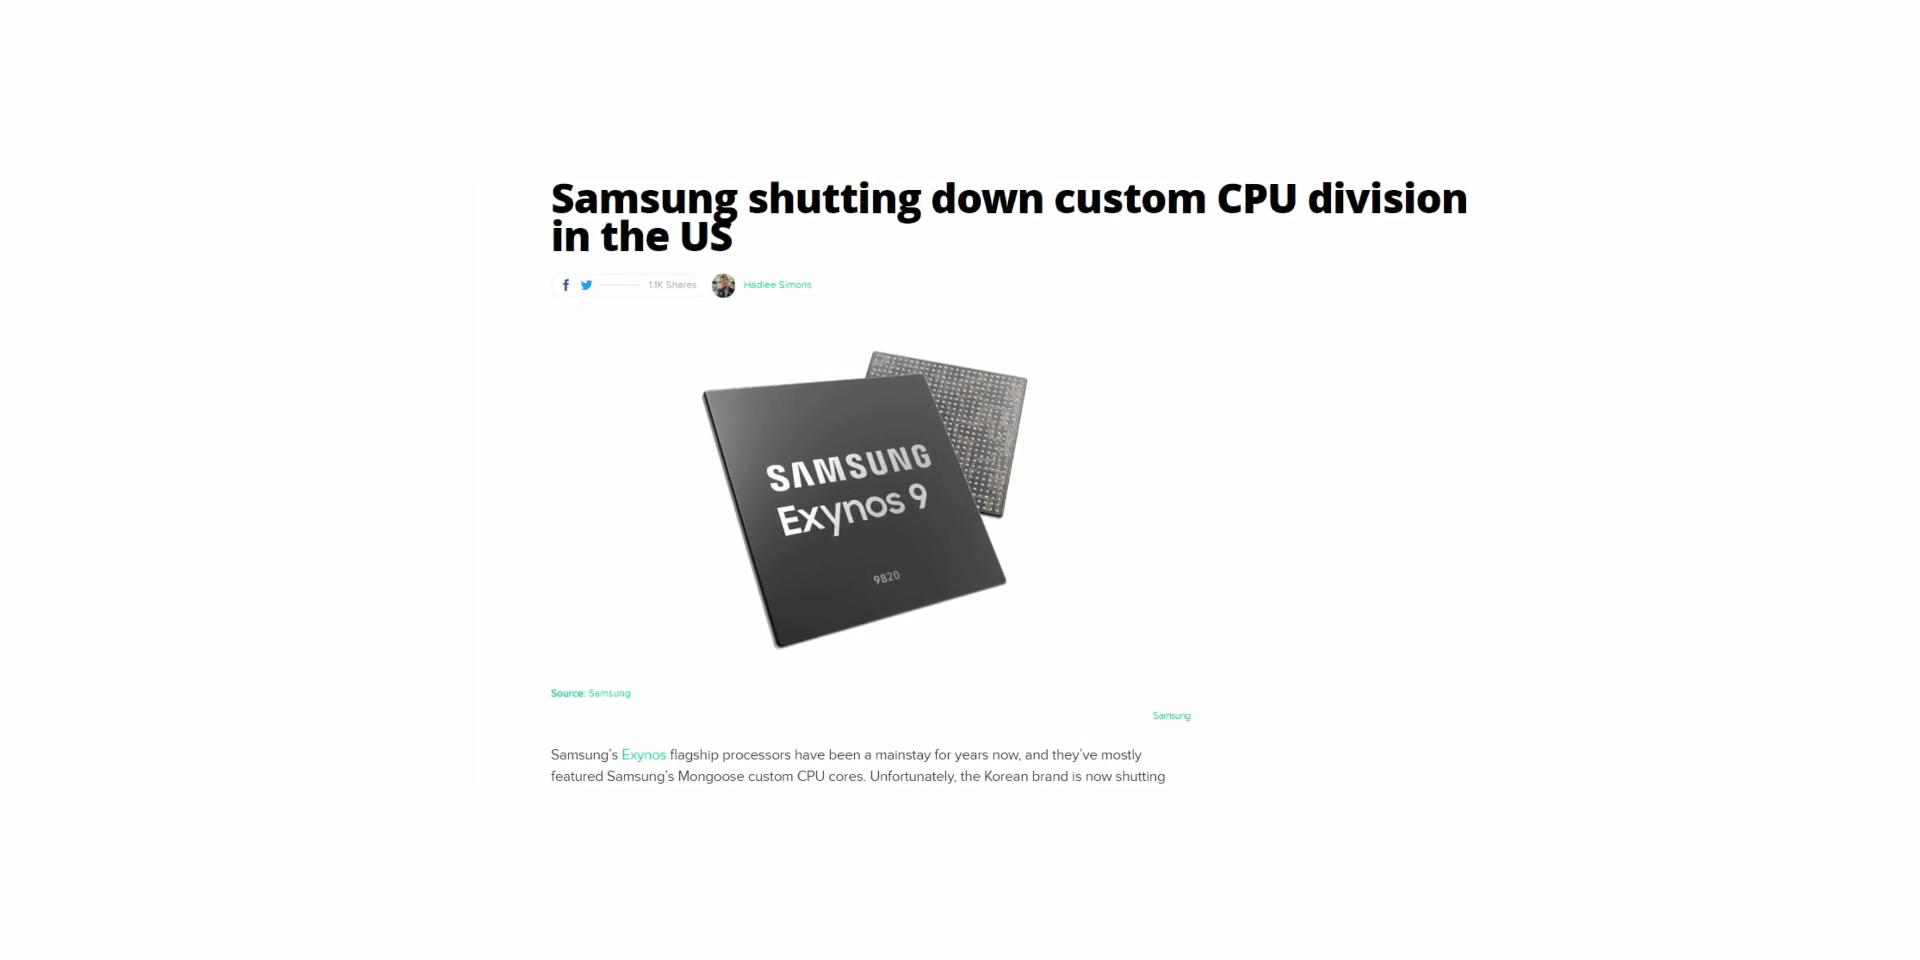 Samsung shutting down custom CPU division
in the US
1.1K Shares
Hadlee Simons
SAMSUNG
Exynos 9
9820
Source: Samsung
Samsung
Samsung's Exynos flagship processors have been a mainstay for years now, and they've mostly
featured Samsung's Mongoose custom CPU cores. Unfortunately, the Korean brand is now shutting